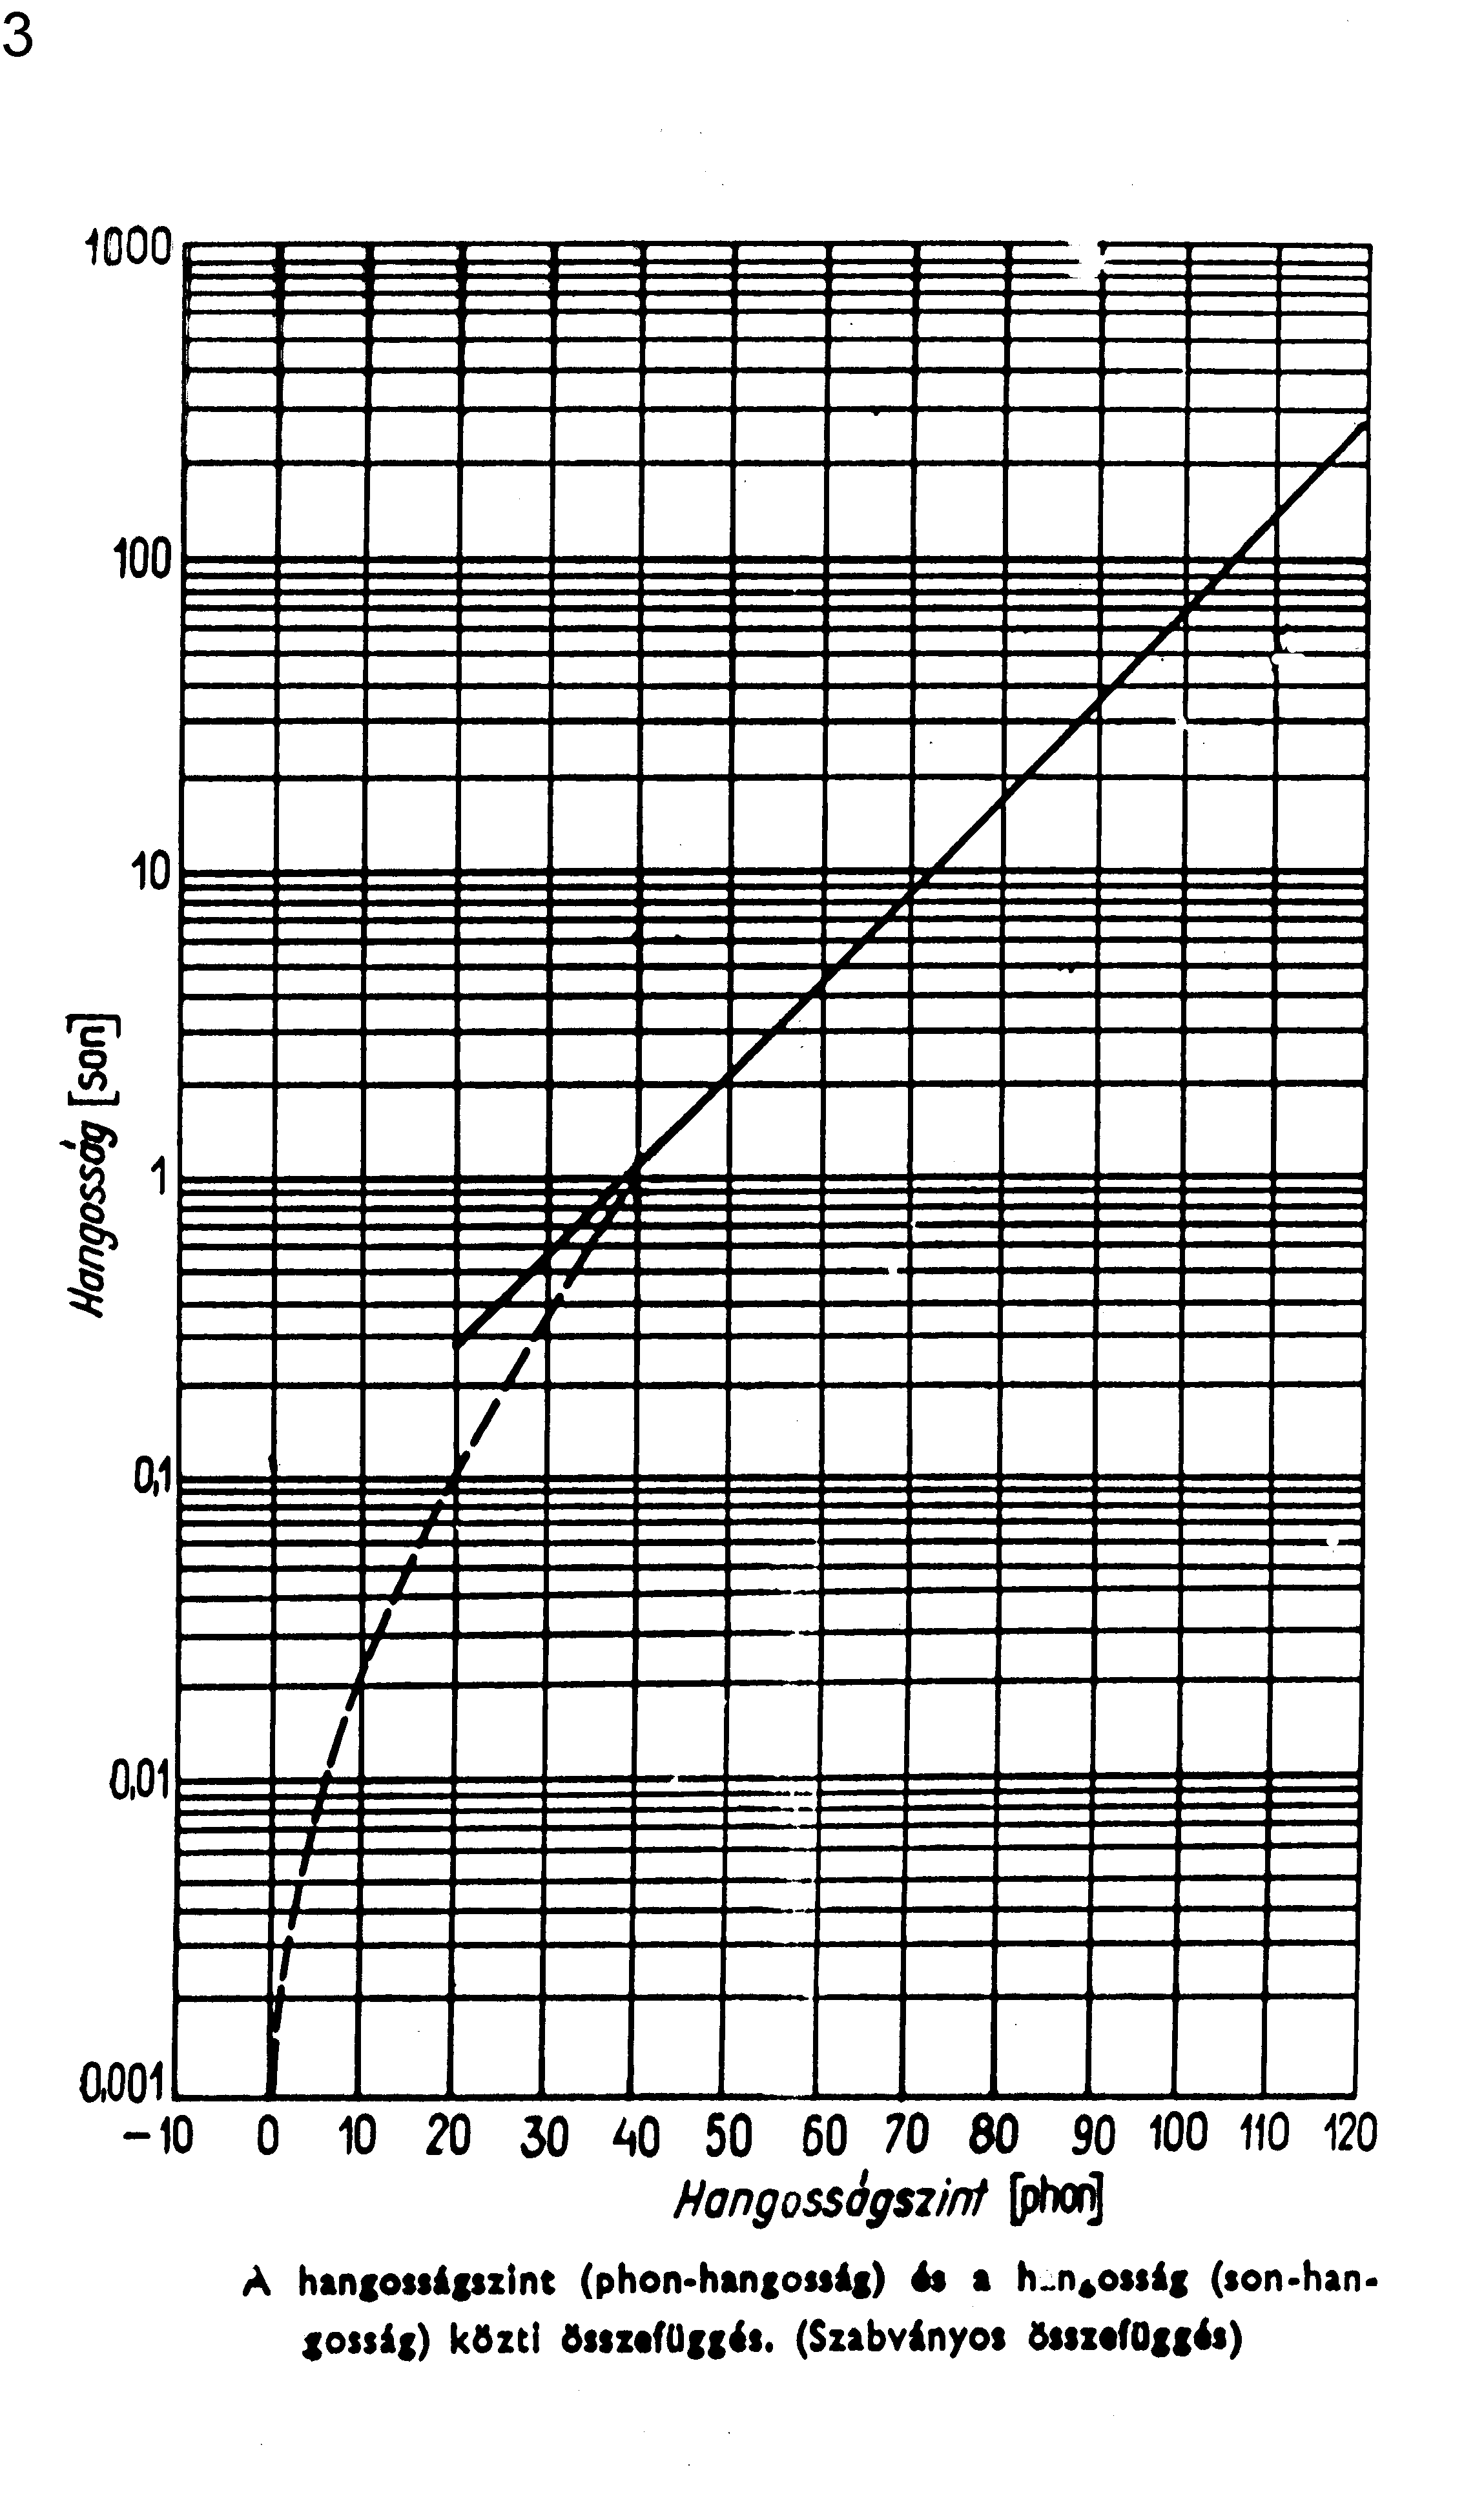 3
1000
100
10
1
0,1
0,01
0,001
Hangosság [son]
−10 0 10 20 30 40 50 60 70 80 90 100 110 120
Hangosságszint [phon]
A hangosságszint (phon-hangosság) és a (son-han-
gosság) közti összefüggés. (Szabványos összefüggés)